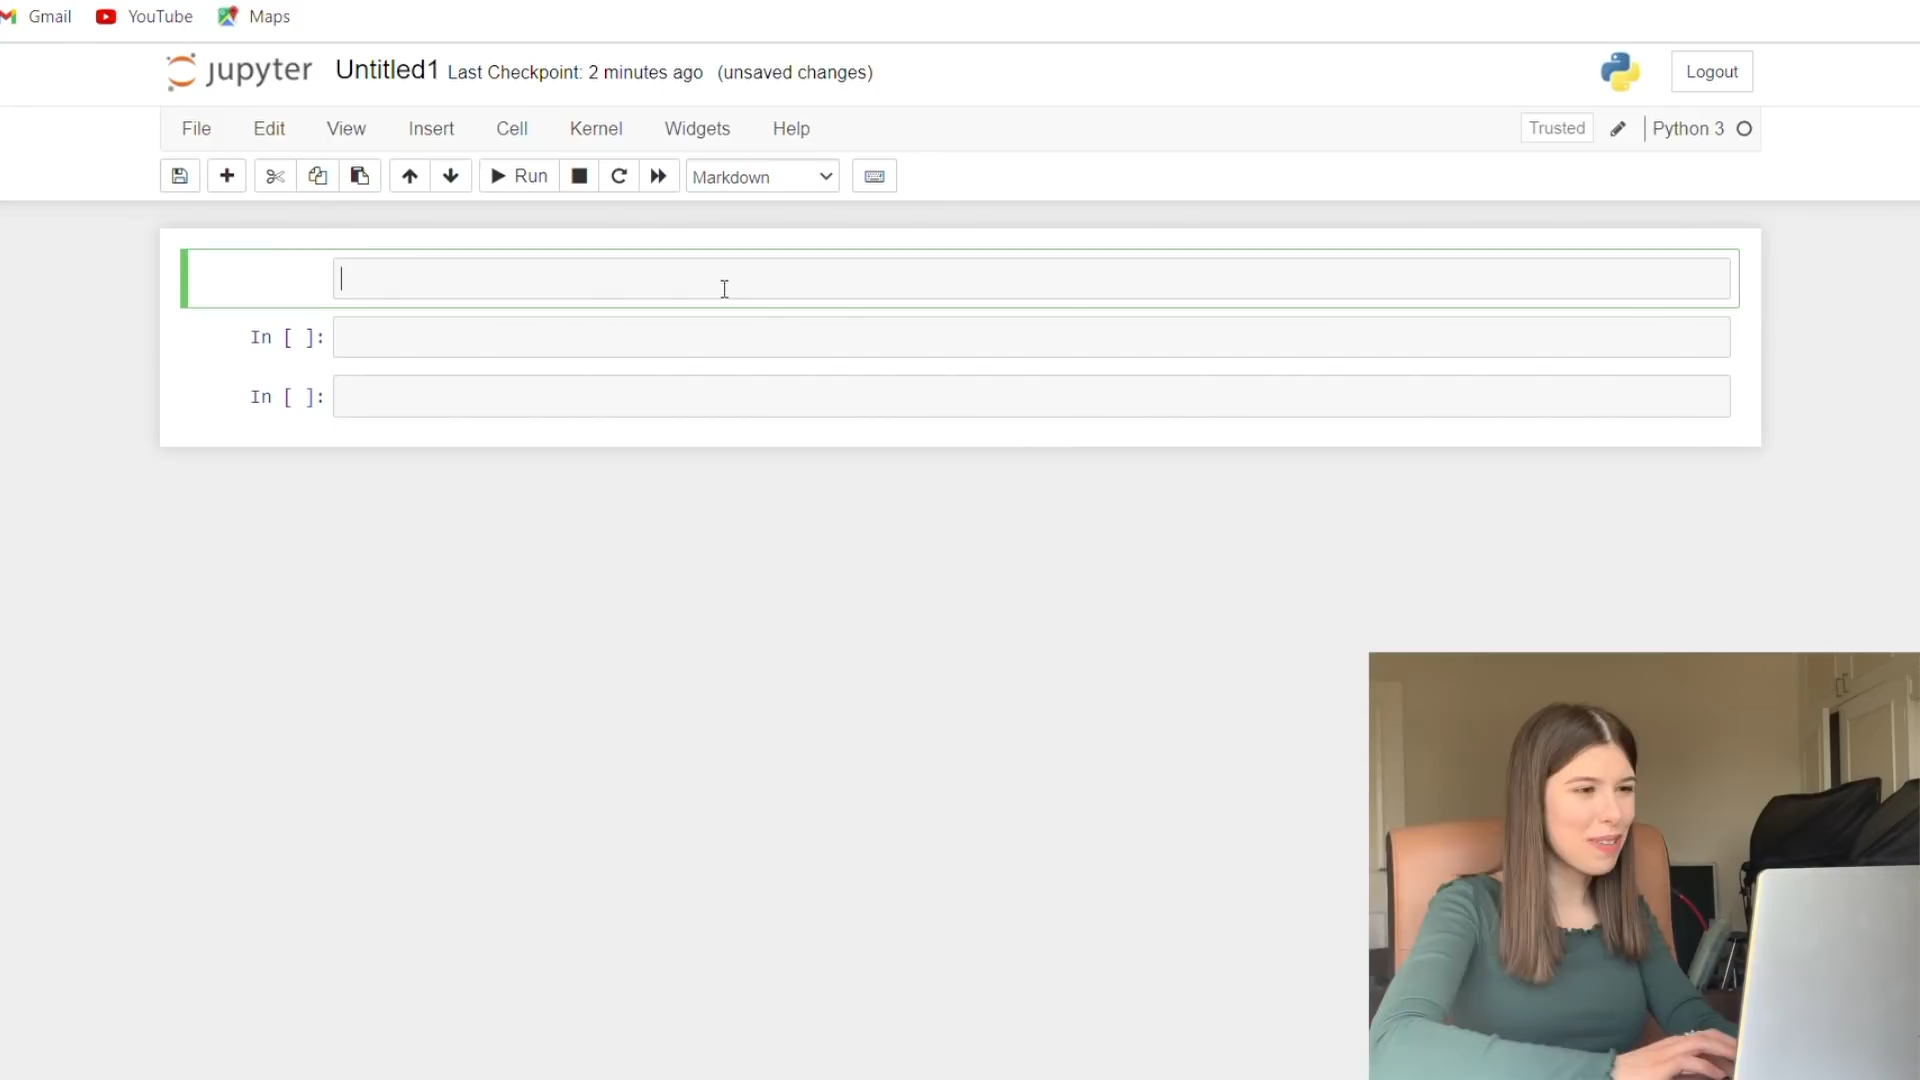 Gmail YouTube Maps
jupyter Untitled1 Last Checkpoint: 2 minutes ago (unsaved changes) Logout
File Edit View Insert Cell Kernel Widgets Help Trusted Python 3
Run Markdown
In [ ]:
In [ ]: